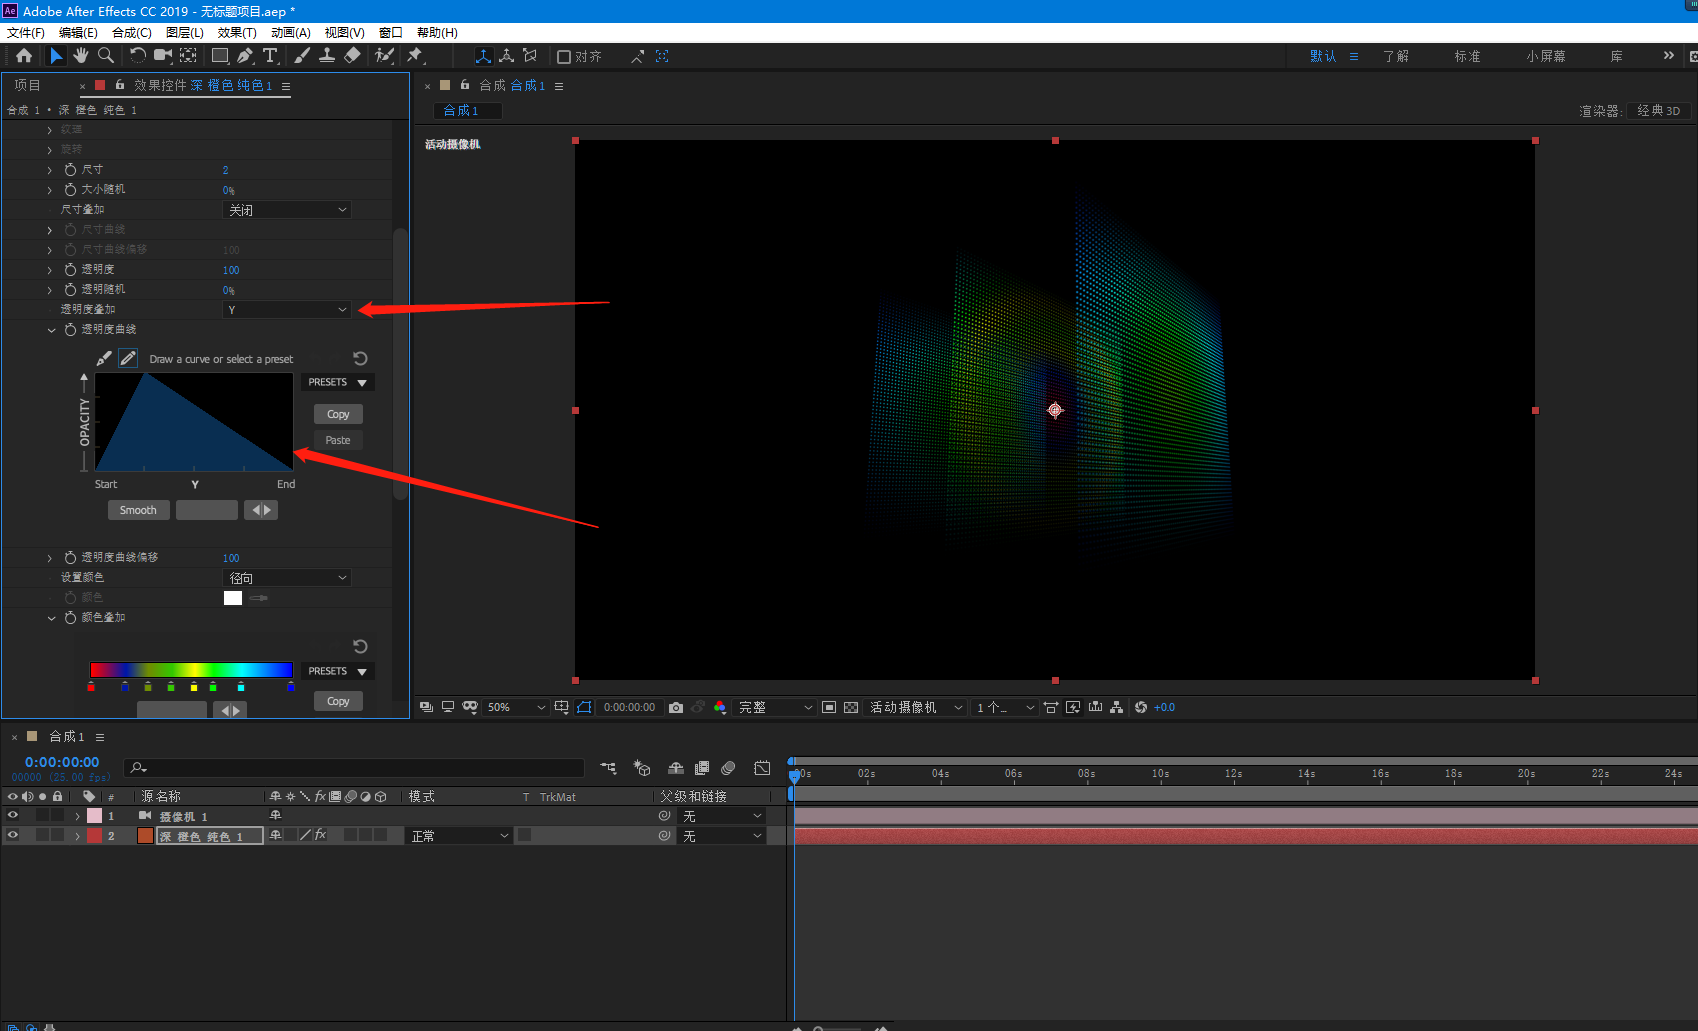 Ae Adobe After Effects CC 2019 - 无标题项目.aep *
文件(F) 编辑(E) 合成(C) 图层(L) 效果(T) 动画(A) 视图(V) 窗口 帮助(H)
对齐 默认 了解 标准 小屏幕 库
项目 × 效果控件 深 橙色 纯色 1
合成 1 • 深 橙色 纯色 1
纹理
旋转
尺寸 2
大小随机 0%
尺寸叠加 关闭
尺寸曲线
尺寸曲线偏移 100
透明度 100
透明随机 0%
透明度叠加 Y
透明度曲线
Draw a curve or select a preset
PRESETS
OPACITY
Copy
Paste
Start Y End
Smooth
透明度曲线偏移 100
设置颜色 径向
颜色
颜色叠加
PRESETS
Copy
× 合成 合成 1
合成 1
渲染器: 经典 3D
活动摄像机
50% 0:00:00:00 完整 活动摄像机 1 个... +0.0
× 合成 1
0:00:00:00
00000 (25.00 fps)
00s 02s 04s 06s 08s 10s 12s 14s 16s 18s 20s 22s 24s
# 源名称 fx 模式 T TrkMat 父级和链接
1 摄像机 1 无
2 深 橙色 纯色 1 fx 正常 无